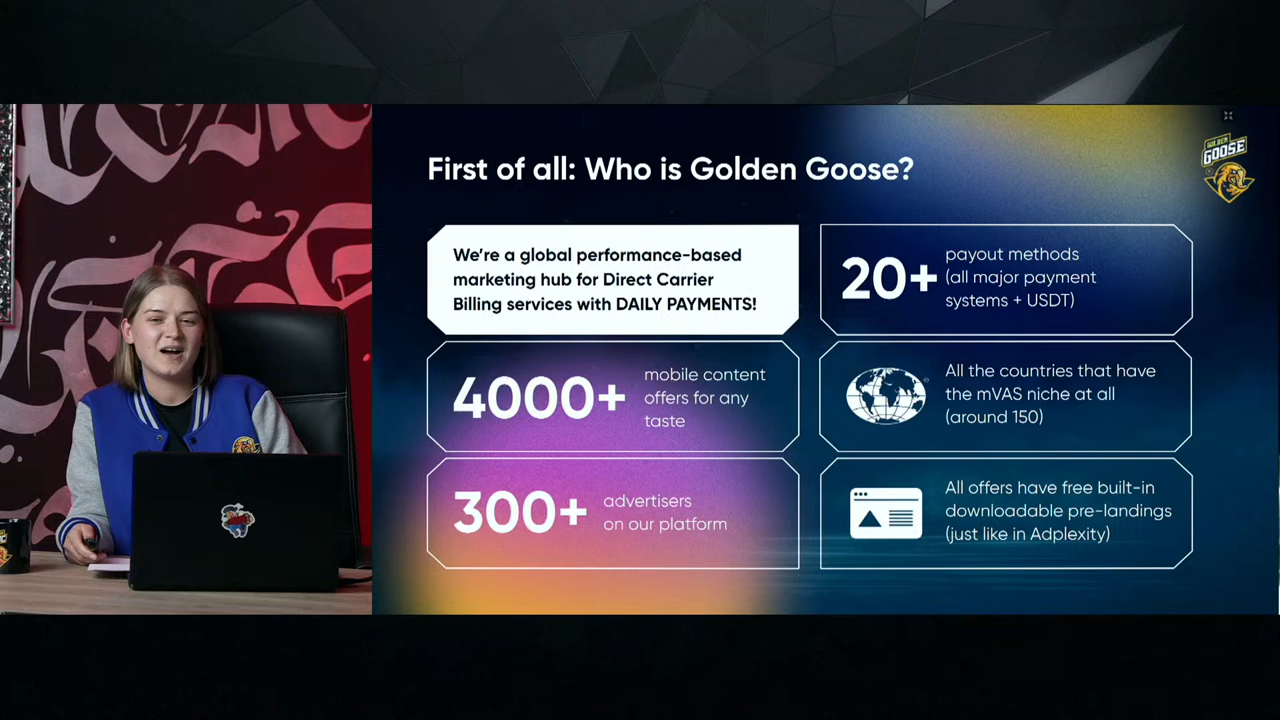 First of all: Who is Golden Goose?
GOLDEN
GOOSE
We're a global performance-based
marketing hub for Direct Carrier
Billing services with DAILY PAYMENTS!
20+
payout methods
(all major payment
systems + USDT)
4000+
mobile content
offers for any
taste
All the countries that have
the mVAS niche at all
(around 150)
300+
advertisers
on our platform
All offers have free built-in
downloadable pre-landings
(just like in Adplexity)